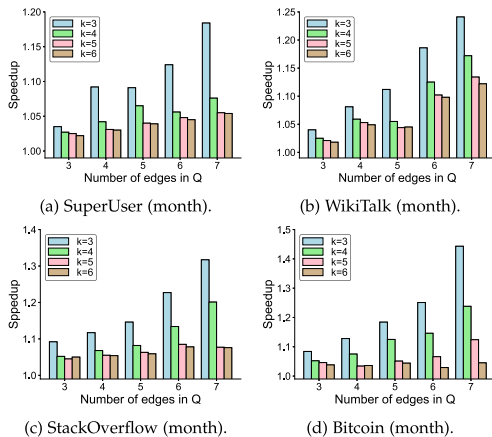 1.20
1.15
1.10
1.05
1.00
Speedup
k=3
k=4
k=5
k=6
3 4 5 6 7
Number of edges in Q
(a) SuperUser (month).
1.25
1.20
1.15
1.10
1.05
1.00
Speedup
k=3
k=4
k=5
k=6
3 4 5 6 7
Number of edges in Q
(b) WikiTalk (month).
1.4
1.3
1.2
1.1
1.0
Sppedup
k=3
k=4
k=5
k=6
3 4 5 6 7
Number of edges in Q
(c) StackOverflow (month).
1.5
1.4
1.3
1.2
1.1
1.0
Speedup
k=3
k=4
k=5
k=6
3 4 5 6 7
Number of edges in Q
(d) Bitcoin (month).